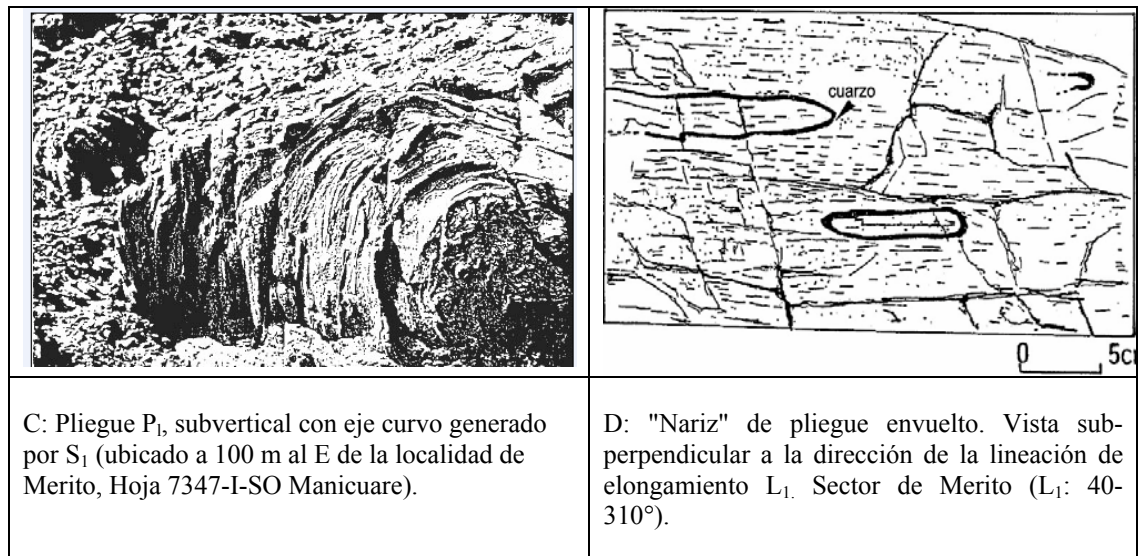 cuarzo
0 5c
C: Pliegue P₁, subvertical con eje curvo generado
por S₁ (ubicado a 100 m al E de la localidad de
Merito, Hoja 7347-I-SO Manicuare).
D: "Nariz" de pliegue envuelto. Vista sub-
perpendicular a la dirección de la lineación de
elongamiento L₁. Sector de Merito (L₁: 40-
310°).